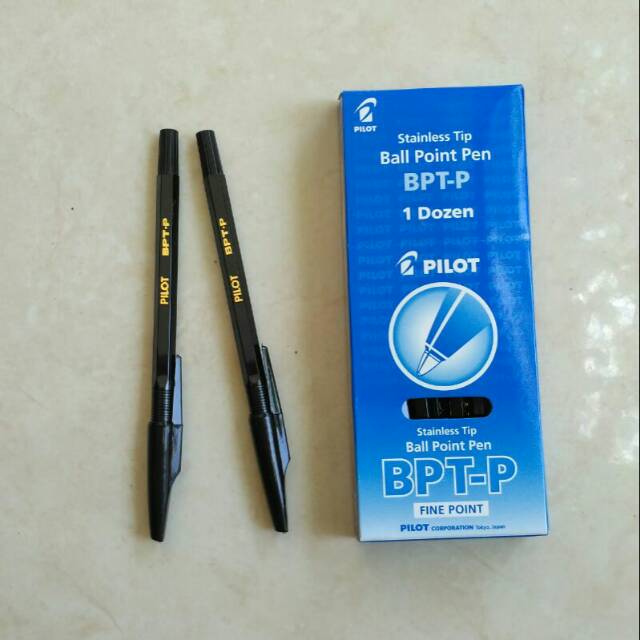 PILOT BPT-P
PILOT BPT-P
PILOT
Stainless Tip
Ball Point Pen
BPT-P
1 Dozen
PILOT
Stainless Tip
Ball Point Pen
BPT-P
FINE POINT
PILOT CORPORATION Tokyo, Japan